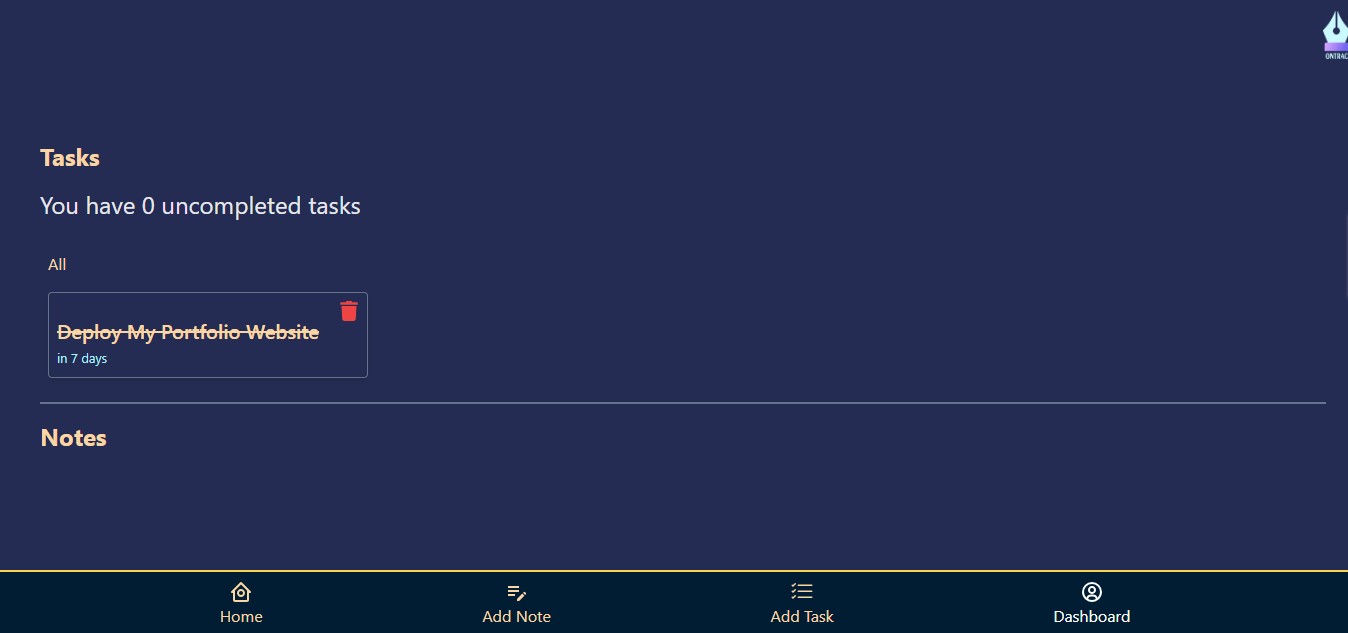 Tasks
You have 0 uncompleted tasks
All
Deploy My Portfolio Website
in 7 days
Notes
Home
Add Note
Add Task
Dashboard